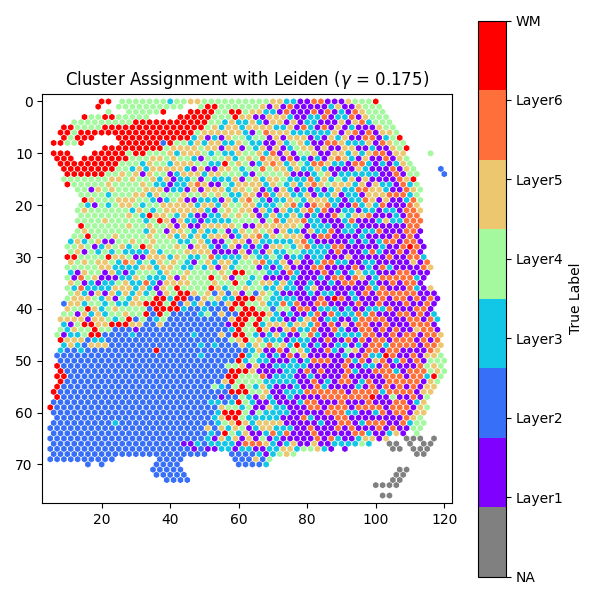 Cluster Assignment with Leiden (γ = 0.175)
0
10
20
30
40
50
60
70
20
40
60
80
100
120
WM
Layer6
Layer5
Layer4
Layer3
Layer2
Layer1
NA
True Label